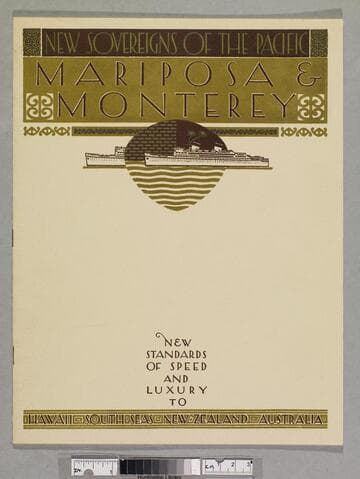 NEW SOVEREIGNS OF THE PACIFIC
MARIPOSA &
MONTEREY
NEW
STANDARDS
OF SPEED
AND
LUXURY
TO
HAWAII SOUTH SEAS NEW ZEALAND AUSTRALIA